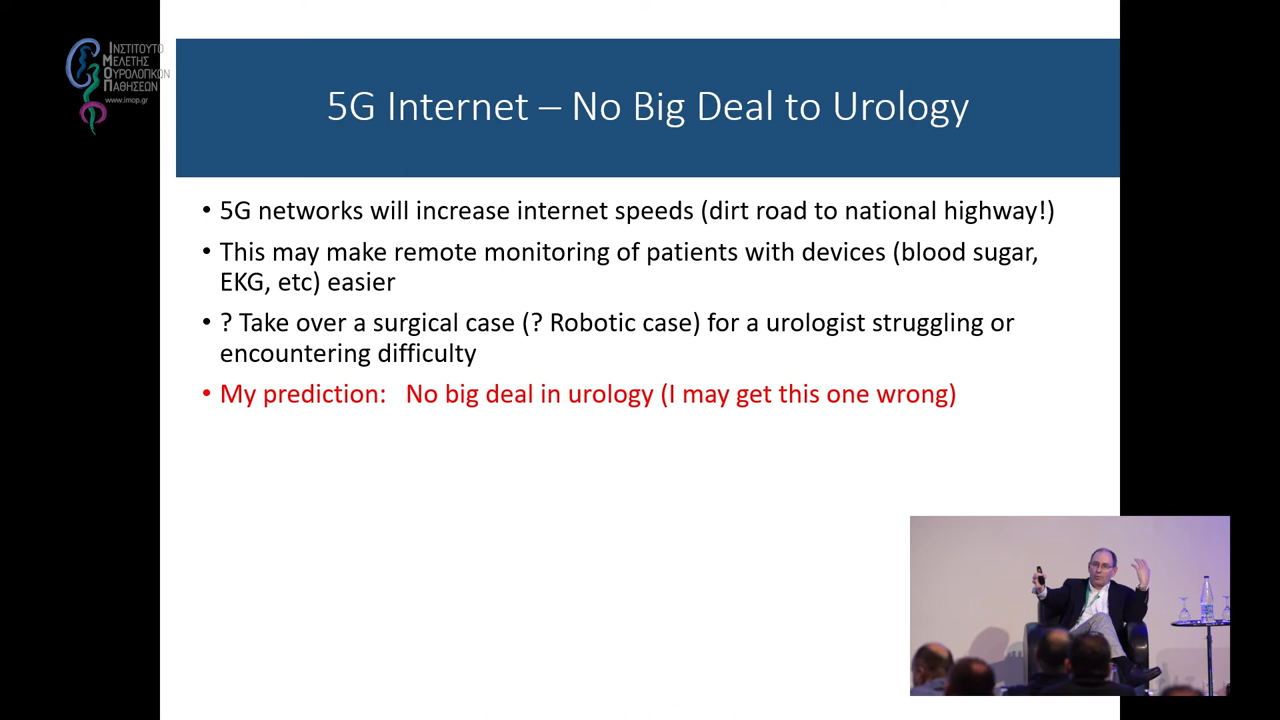 ΙΝΣΤΙΤΟΥΤΟ
ΜΕΛΕΤΗΣ
ΟΥΡΟΛΟΓΙΚΩΝ
ΠΑΘΗΣΕΩΝ
www.imop.gr
5G Internet – No Big Deal to Urology
• 5G networks will increase internet speeds (dirt road to national highway!)
• This may make remote monitoring of patients with devices (blood sugar,
EKG, etc) easier
• ? Take over a surgical case (? Robotic case) for a urologist struggling or
encountering difficulty
• My prediction: No big deal in urology (I may get this one wrong)